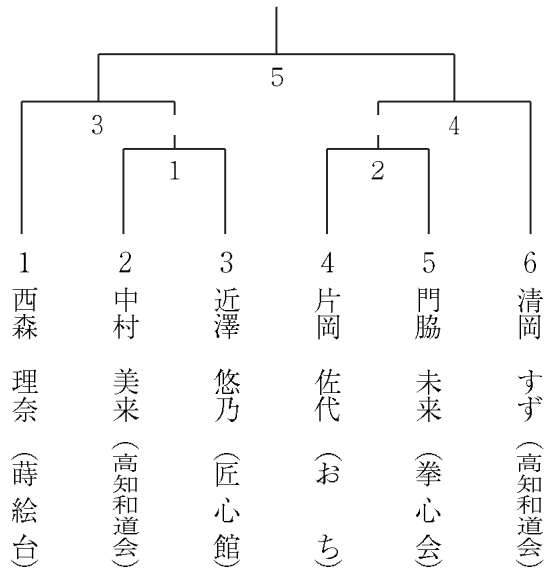 5
3
4
1
2
1 西森 理奈 (蒔絵台)
2 中村 美来 (高知和道会)
3 近澤 悠乃 (匠心館)
4 片岡 佐代 (おち)
5 門脇 未来 (拳心会)
6 清岡 すず (高知和道会)